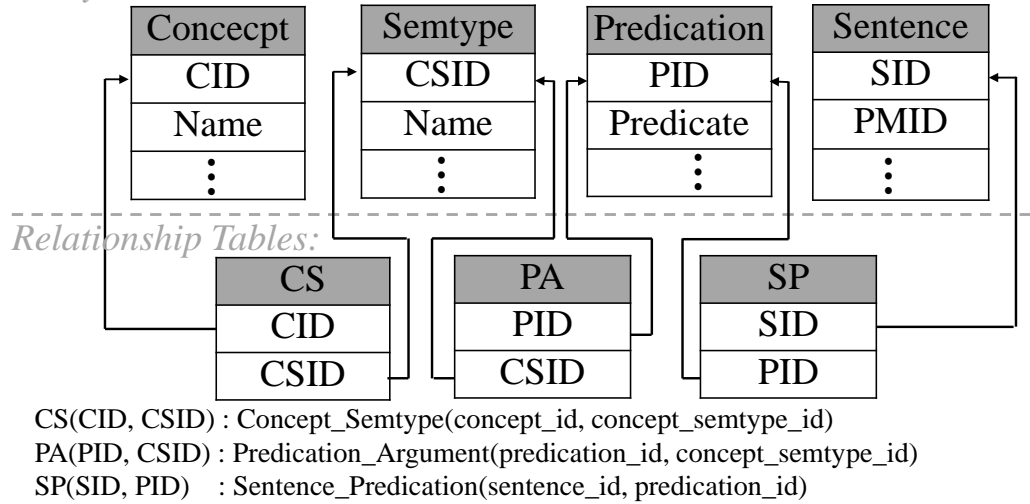 Concecpt Semtype Predication Sentence
CID CSID PID SID
Name Name Predicate PMID
Relationship Tables:
CS PA SP
CID PID SID
CSID CSID PID
CS(CID, CSID) : Concept_Semtype(concept_id, concept_semtype_id)
PA(PID, CSID) : Predication_Argument(predication_id, concept_semtype_id)
SP(SID, PID) : Sentence_Predication(sentence_id, predication_id)